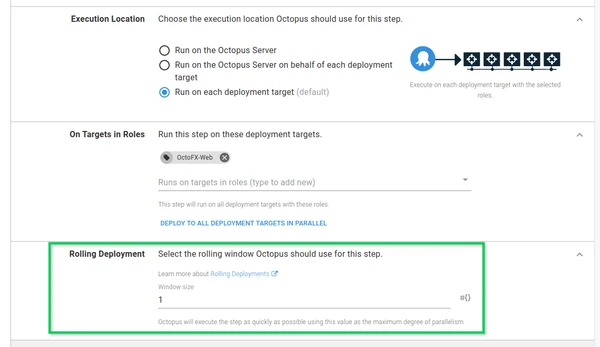 Execution Location
Choose the execution location Octopus should use for this step.
Run on the Octopus Server
Run on the Octopus Server on behalf of each deployment
target
Run on each deployment target (default)
Execute on each deployment target with the selected
roles.
On Targets in Roles
Run this step on these deployment targets.
OctoFX-Web
Runs on targets in roles (type to add new)
This step will run on all deployment targets with these roles.
DEPLOY TO ALL DEPLOYMENT TARGETS IN PARALLEL
Rolling Deployment
Select the rolling window Octopus should use for this step.
Learn more about Rolling Deployments
Window size
1
#{}
Octopus will execute the step as quickly as possible using this value as the maximum degree of parallelism